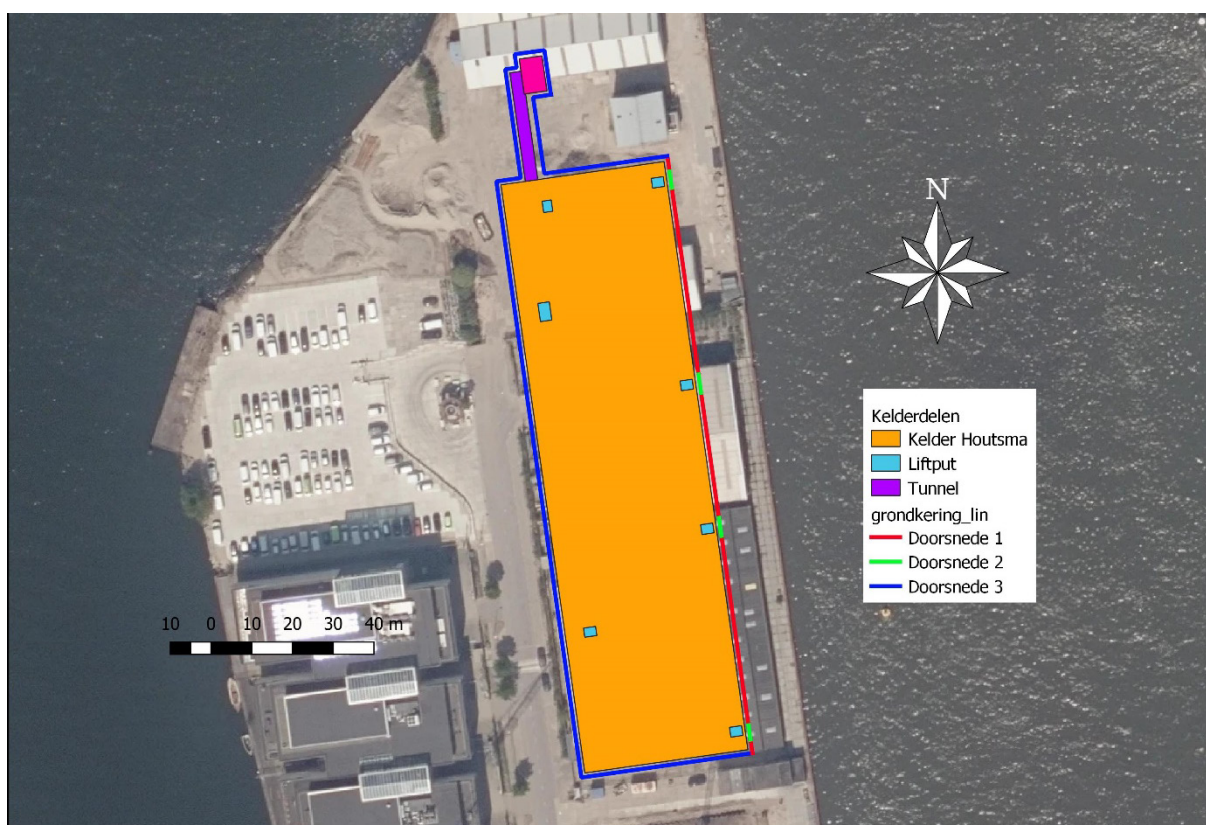 N
Kelderdelen
Kelder Houtsma
Liftput
Tunnel
grondkering_lin
Doorsnede 1
Doorsnede 2
Doorsnede 3
10 0 10 20 30 40 m